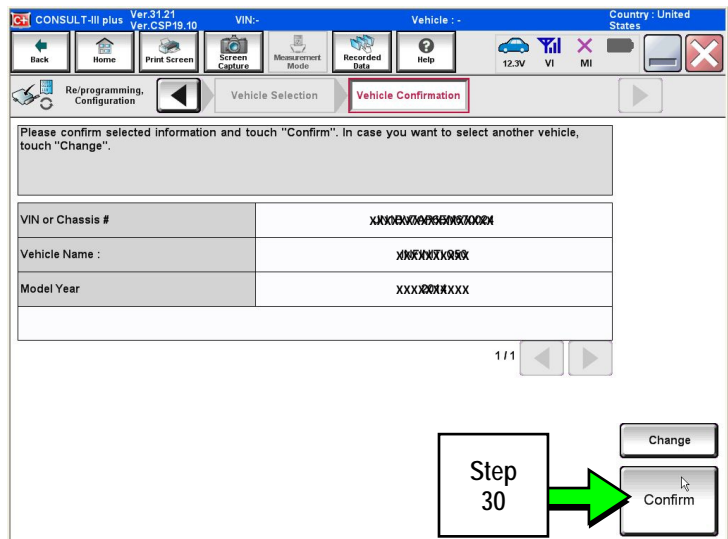 CONSULT-III plus Ver.31.21 VIN:- Vehicle : - Country : United
Ver.CSP19.10 States
Back Home Print Screen Screen Capture Measurement Mode Recorded Data Help 12.3V VI MI
Re/programming, Configuration Vehicle Selection Vehicle Confirmation
Please confirm selected information and to touch "Confirm". In case you want to select another vehicle,
touch "Change".
VIN or Chassis #
Vehicle Name :
Model Year
1/1
Change
Step
30
Confirm